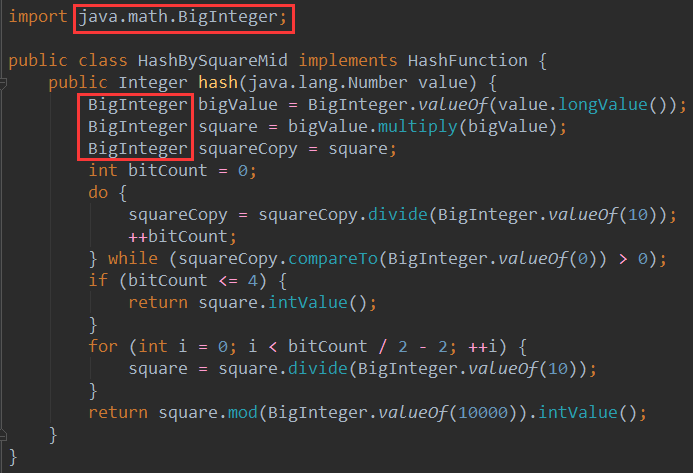 import java.math.BigInteger;
public class HashBySquareMid implements HashFunction {
public Integer hash(java.lang.Number value) {
BigInteger bigValue = BigInteger.valueOf(value.longValue());
BigInteger square = bigValue.multiply(bigValue);
BigInteger squareCopy = square;
int bitCount = 0;
do {
squareCopy = squareCopy.divide(BigInteger.valueOf(10));
++bitCount;
} while (squareCopy.compareTo(BigInteger.valueOf(0)) > 0);
if (bitCount <= 4) {
return square.intValue();
}
for (int i = 0; i < bitCount / 2 - 2; ++i) {
square = square.divide(BigInteger.valueOf(10));
}
return square.mod(BigInteger.valueOf(10000)).intValue();
}
}